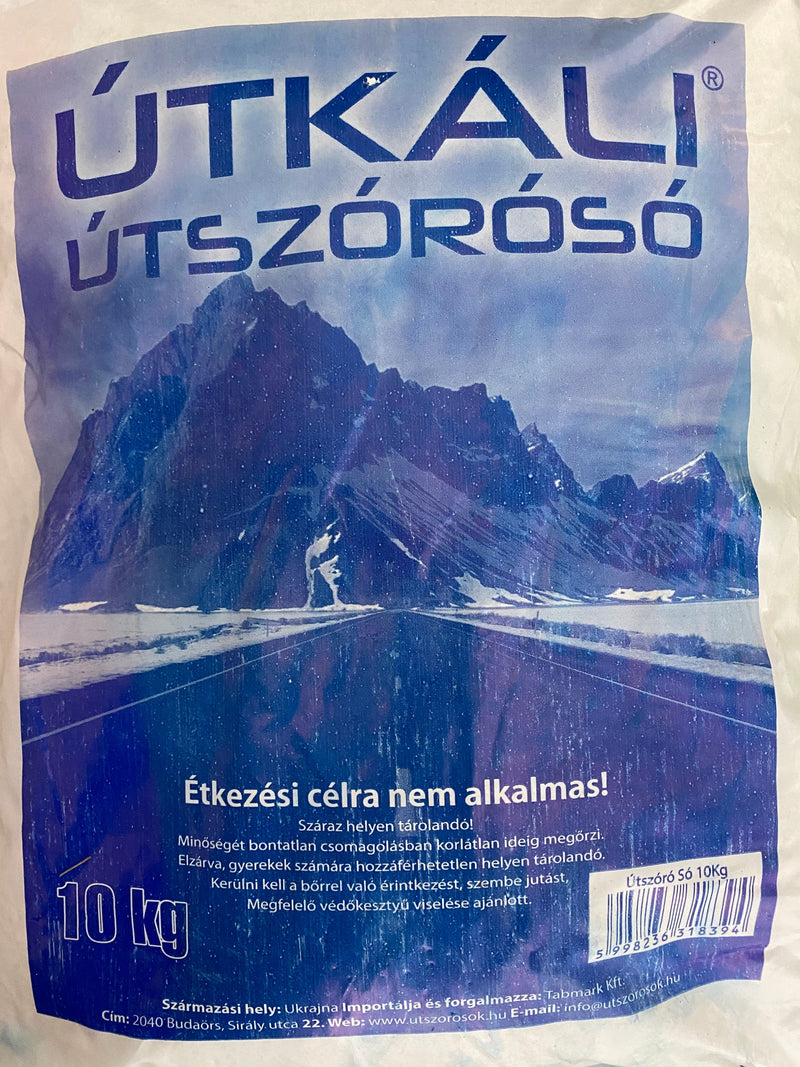 ÚTKÁLI®
ÚTSZÓRÓSÓ
Étkezési célra nem alkalmas!
Száraz helyen tárolandó!
Minőségét bontatlan csomagolásban korlátlan ideig megőrzi.
Elzárva, gyerekek számára hozzáférhetetlen helyen tárolandó.
Kerülni kell a bőrrel való érintkezést, szembe jutást,
Megfelelő védőkesztyű viselése ajánlott.
10 kg
Útszóró Só 10Kg
5 998236 318394
Származási hely: Ukrajna Importálja és forgalmazza: Tabmark Kft.
Cím: 2040 Budaörs, Sirály utca 22. Web: www.utszorosok.hu E-mail: info@utszorosok.hu